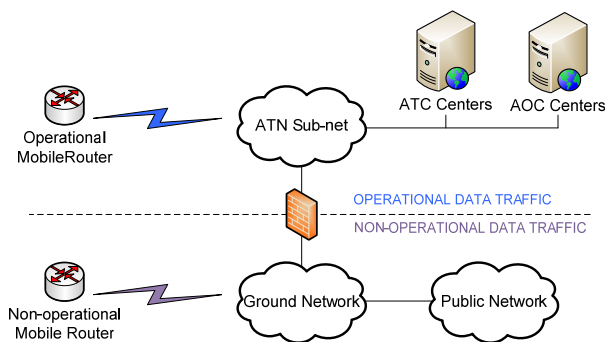 ATC Centers
AOC Centers
Operational
MobileRouter
ATN Sub-net
OPERATIONAL DATA TRAFFIC
NON-OPERATIONAL DATA TRAFFIC
Non-operational
Mobile Router
Ground Network
Public Network